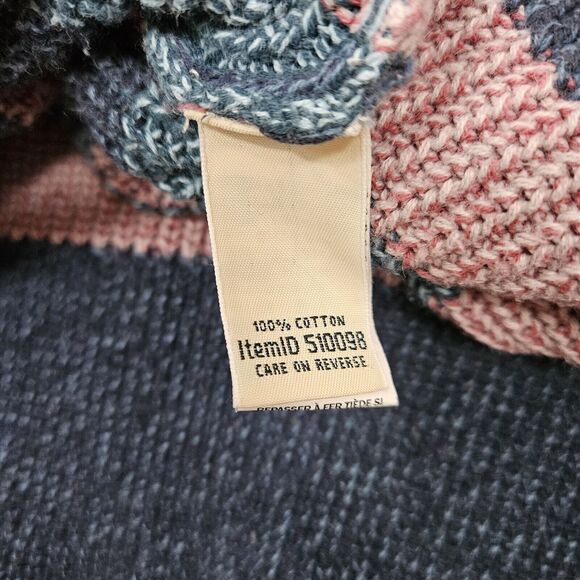 100% COTTON
ItemID 510098
CARE ON REVERSE
REPASSER À FER TIÈDE SI